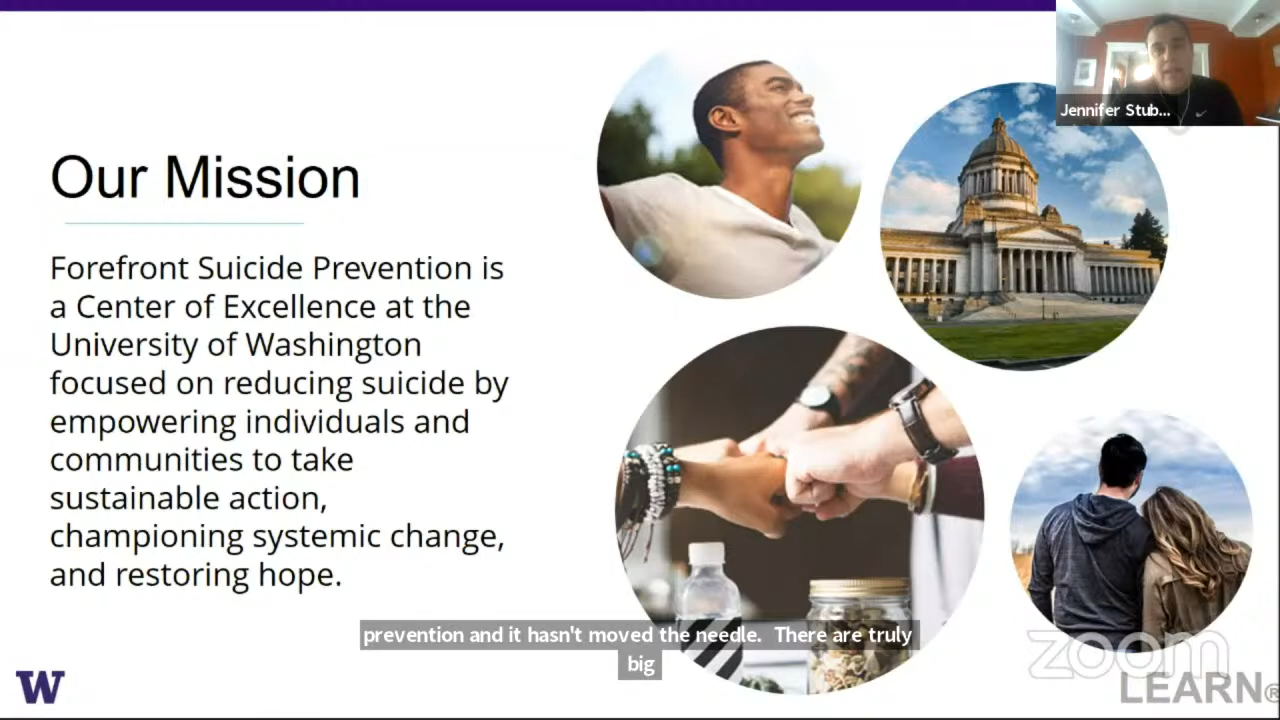 Jennifer Stub...
Our Mission
Forefront Suicide Prevention is
a Center of Excellence at the
University of Washington
focused on reducing suicide by
empowering individuals and
communities to take
sustainable action,
championing systemic change,
and restoring hope.
prevention and it hasn't moved the needle.  There are truly
big
zoom
W
LEARN®